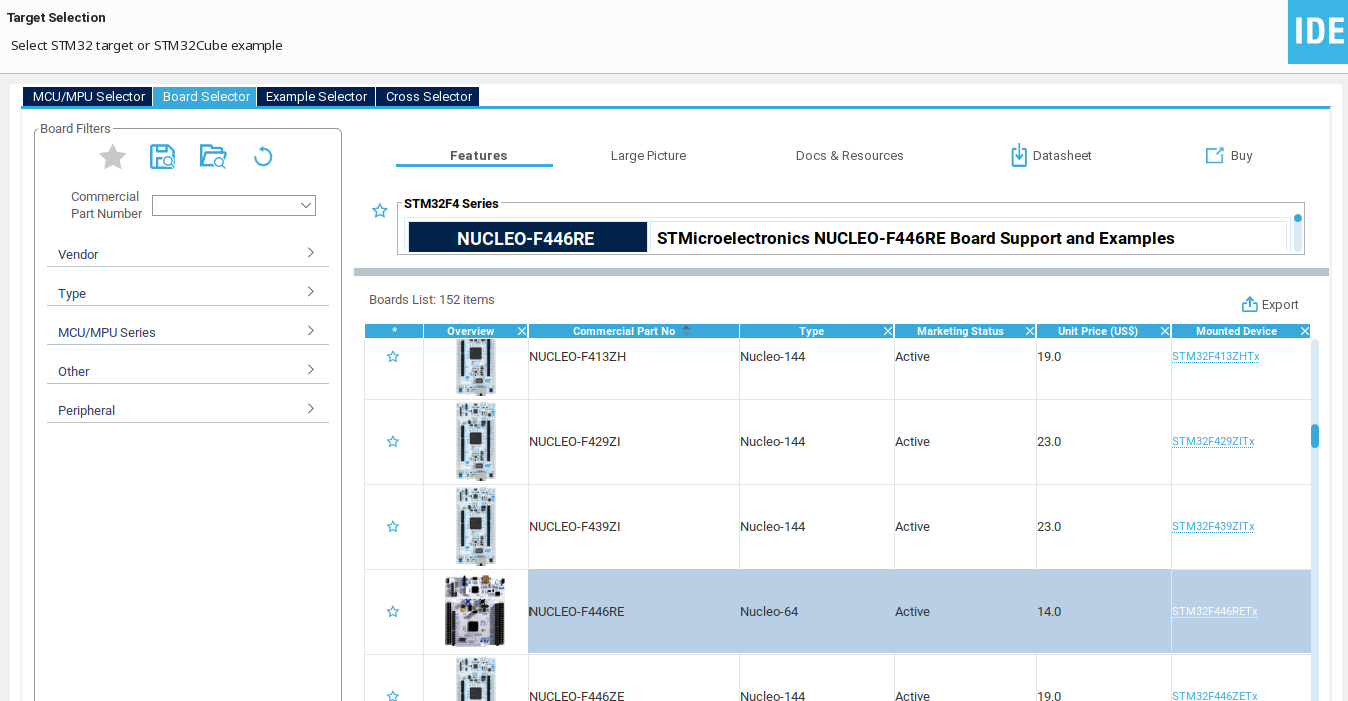 Target Selection
Select STM32 target or STM32Cube example
IDE
MCU/MPU Selector Board Selector Example Selector Cross Selector
Board Filters
Commercial
Part Number
Vendor
Type
MCU/MPU Series
Other
Peripheral
Features Large Picture Docs & Resources Datasheet Buy
STM32F4 Series
NUCLEO-F446RE STMicroelectronics NUCLEO-F446RE Board Support and Examples
Boards List: 152 items
Export
* Overview Commercial Part No Type Marketing Status Unit Price (US$) Mounted Device
NUCLEO-F413ZH Nucleo-144 Active 19.0 STM32F413ZHTx
NUCLEO-F429ZI Nucleo-144 Active 23.0 STM32F429ZITx
NUCLEO-F439ZI Nucleo-144 Active 23.0 STM32F439ZITx
NUCLEO-F446RE Nucleo-64 Active 14.0 STM32F446RETx
NUCLEO-F446ZE Nucleo-144 Active 19.0 STM32F446ZETx